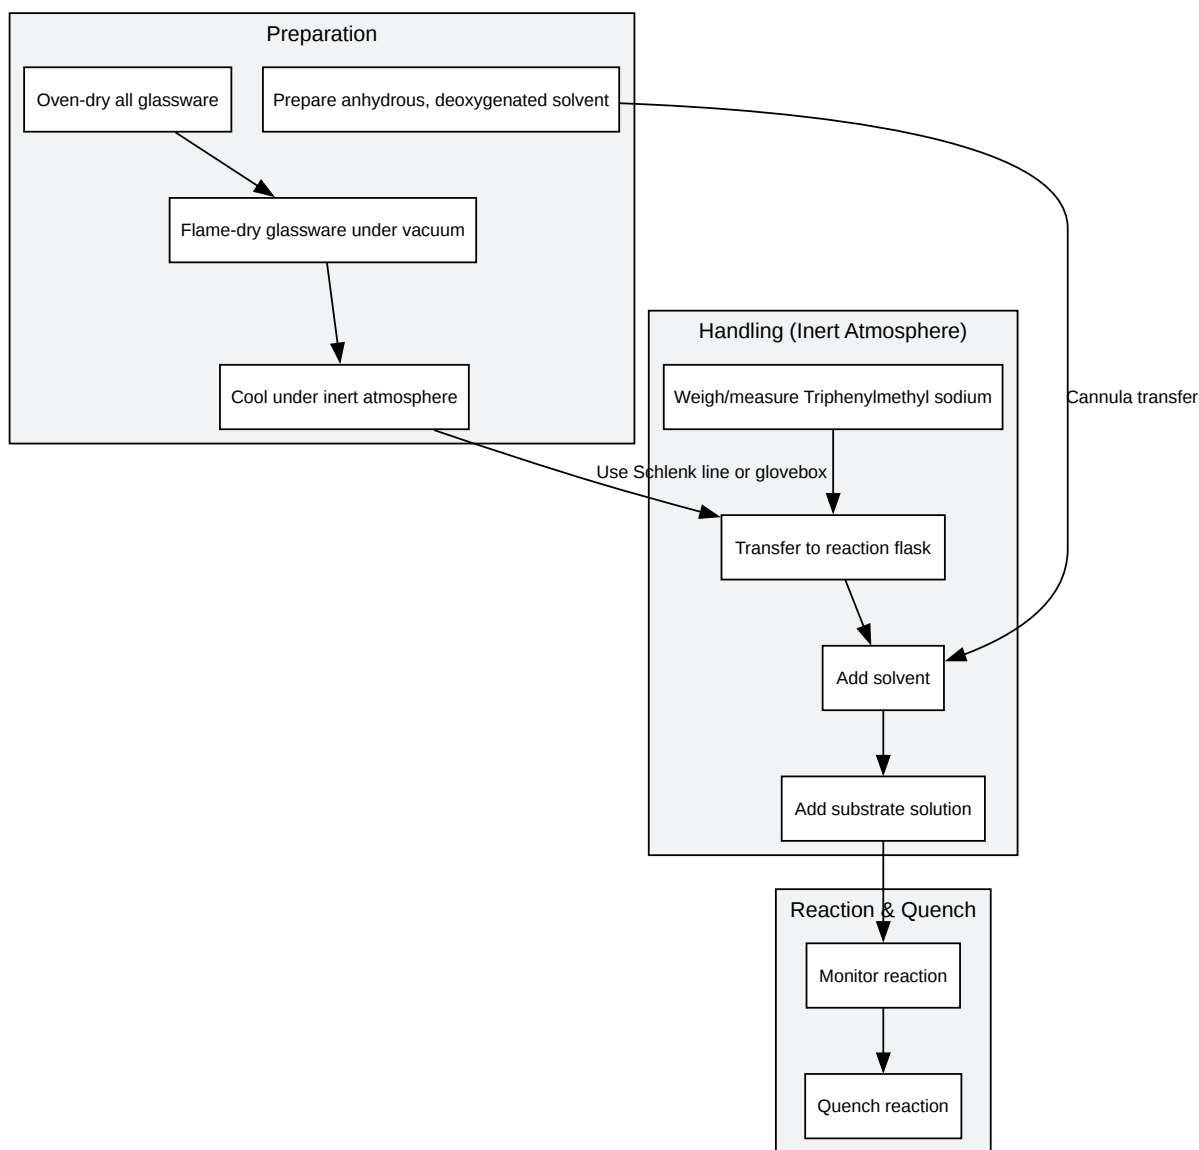 Preparation
Oven-dry all glassware
Prepare anhydrous, deoxygenated solvent
Flame-dry glassware under vacuum
Cool under inert atmosphere
Handling (Inert Atmosphere)
Weigh/measure Triphenylmethyl sodium
Cannula transfer
Use Schlenk line or glovebox
Transfer to reaction flask
Add solvent
Add substrate solution
Reaction & Quench
Monitor reaction
Quench reaction